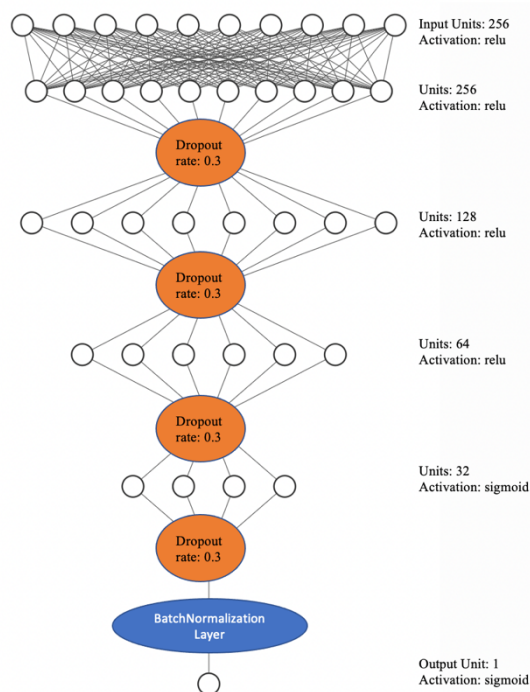 Input Units: 256
Activation: relu
Units: 256
Activation: relu
Dropout
rate: 0.3
Units: 128
Activation: relu
Dropout
rate: 0.3
Units: 64
Activation: relu
Dropout
rate: 0.3
Units: 32
Activation: sigmoid
Dropout
rate: 0.3
BatchNormalization
Layer
Output Unit: 1
Activation: sigmoid